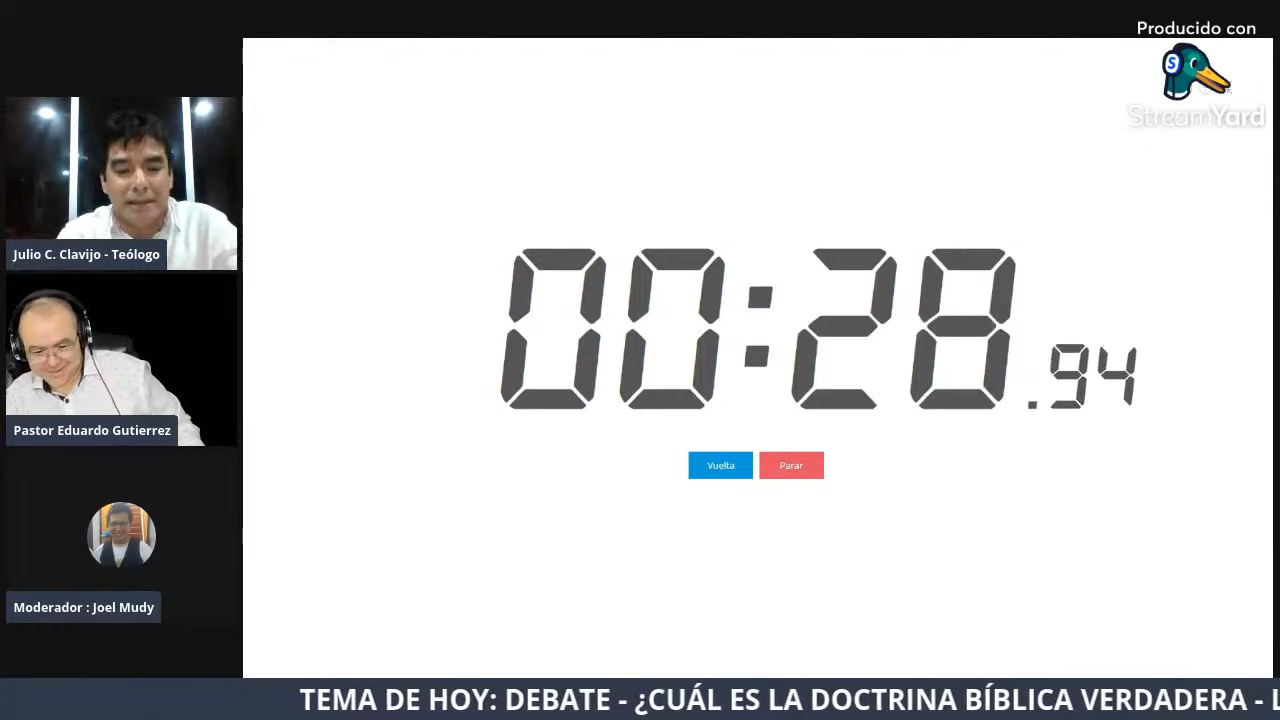 Producido con
StreamYard
Julio C. Clavijo - Teólogo
Pastor Eduardo Gutierrez
Moderador : Joel Mudy
00:28.94
Vuelta
Parar
TEMA DE HOY: DEBATE - ¿CUÁL ES LA DOCTRINA BÍBLICA VERDADERA - L